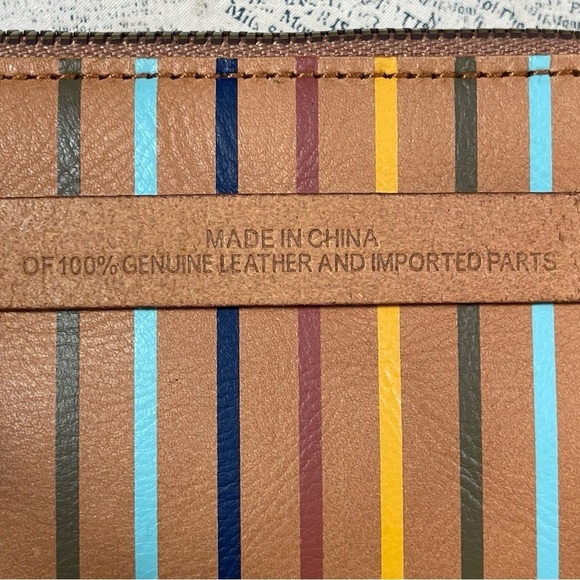 MADE IN CHINA
OF 100% GENUINE LEATHER AND IMPORTED PARTS